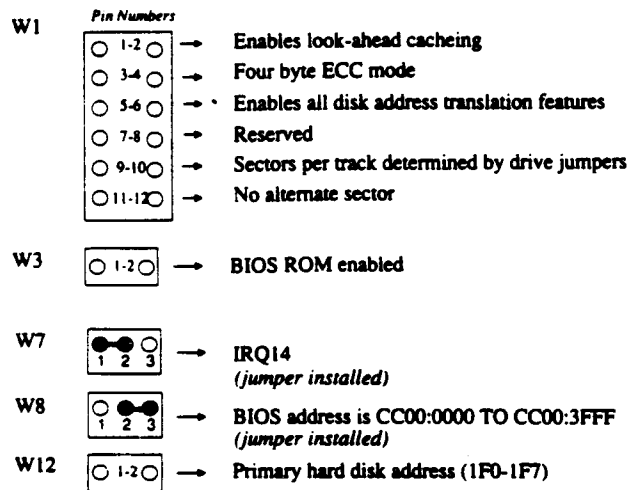 Pin Numbers
W1
1-2 → Enables look-ahead cacheing
3-4 → Four byte ECC mode
5-6 → Enables all disk address translation features
7-8 → Reserved
9-10 → Sectors per track determined by drive jumpers
11-12 → No alternate sector
W3
1-2 → BIOS ROM enabled
W7
1 2 3 → IRQ14
(jumper installed)
W8
1 2 3 → BIOS address is CC00:0000 TO CC00:3FFF
(jumper installed)
W12
1-2 → Primary hard disk address (1F0-1F7)